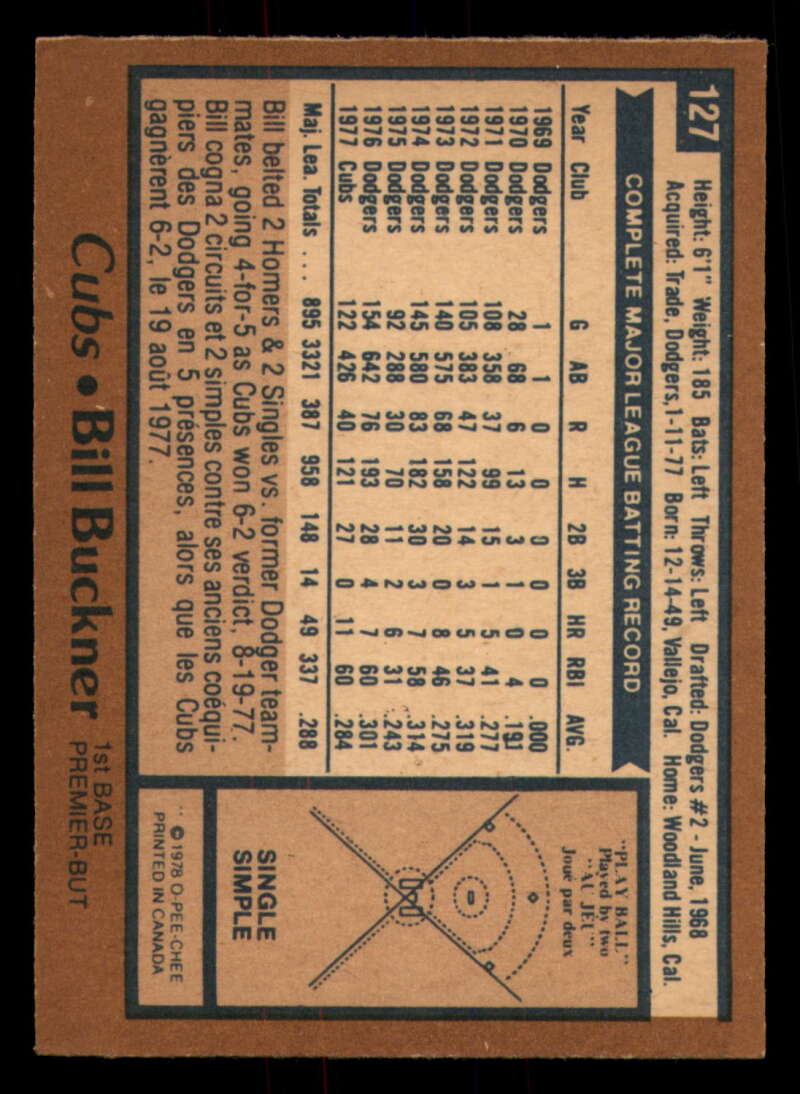 127
Height: 6'1" Weight: 185 Bats: Left Throws: Left Drafted: Dodgers #2 - June, 1968
Acquired: Trade, Dodgers, 1-11-77 Born: 12-14-49, Vallejo, Cal. Home: Woodland Hills, Cal.
COMPLETE MAJOR LEAGUE BATTING RECORD
Year Club G AB R H 2B 3B HR RBI AVG.
1969 Dodgers 1 1 0 0 0 0 0 0 .000
1970 Dodgers 28 68 6 13 3 1 0 4 .191
1971 Dodgers 108 358 37 99 15 1 5 41 .277
1972 Dodgers 105 383 47 122 14 3 5 37 .319
1973 Dodgers 140 575 68 158 20 0 8 46 .275
1974 Dodgers 145 580 83 182 30 3 7 58 .314
1975 Dodgers 92 288 30 70 11 2 6 31 .243
1976 Dodgers 154 642 76 193 28 4 7 60 .301
1977 Cubs 122 426 40 121 27 0 11 60 .284
Maj. Lea. Totals .... 895 3321 387 958 148 14 49 337 .288
Bill belted 2 Homers & 2 Singles vs. former Dodger team-
mates, going 4-for-5 as Cubs won 6-2 verdict, 8-19-77.
Bill cogna 2 circuits et 2 simples contre ses anciens coéqui-
piers des Dodgers en 5 présences, alors que les Cubs
gagnèrent 6-2, le 19 août 1977.
"PLAY BALL"
Played by two
"AU JEU"
Joué par deux
SINGLE
SIMPLE
** © 1978 O-PEE-CHEE
PRINTED IN CANADA
Cubs • Bill Buckner
1st BASE
PREMIER-BUT